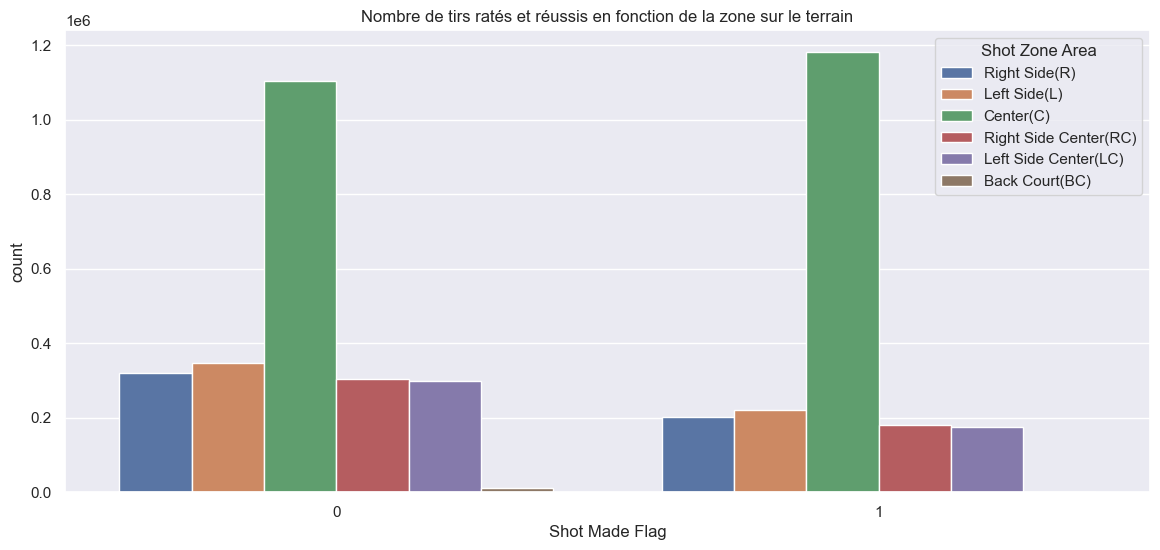 Nombre de tirs ratés et réussis en fonction de la zone sur le terrain
1e6
1.2
1.0
0.8
0.6
0.4
0.2
0.0
count
0
1
Shot Made Flag
Shot Zone Area
Right Side(R)
Left Side(L)
Center(C)
Right Side Center(RC)
Left Side Center(LC)
Back Court(BC)